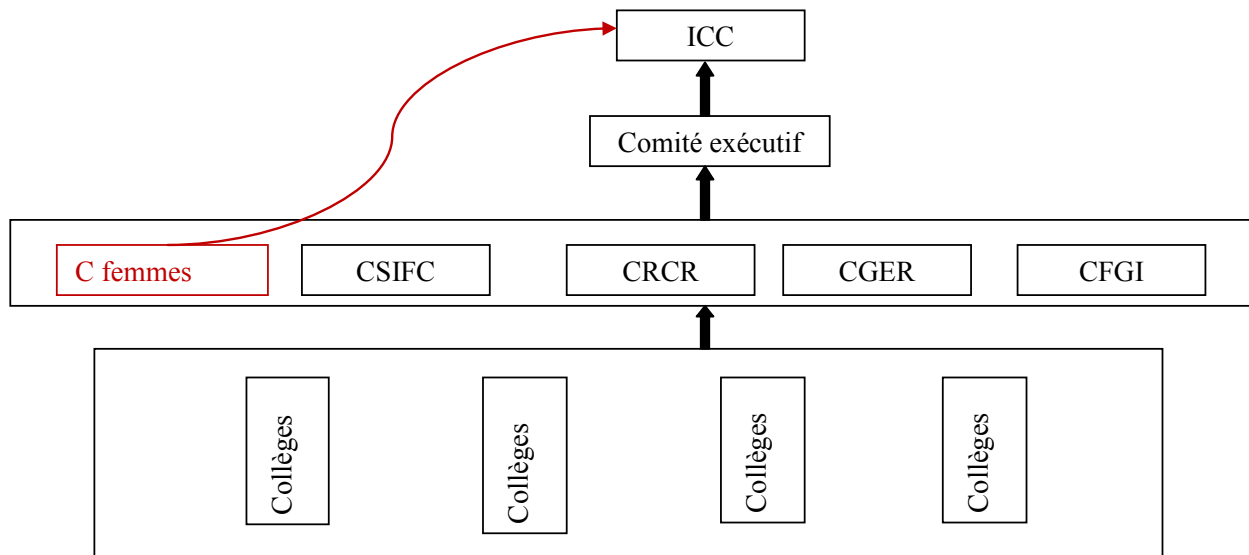 ICC
Comité exécutif
C femmes
CSIFC
CRCR
CGER
CFGI
Collèges
Collèges
Collèges
Collèges